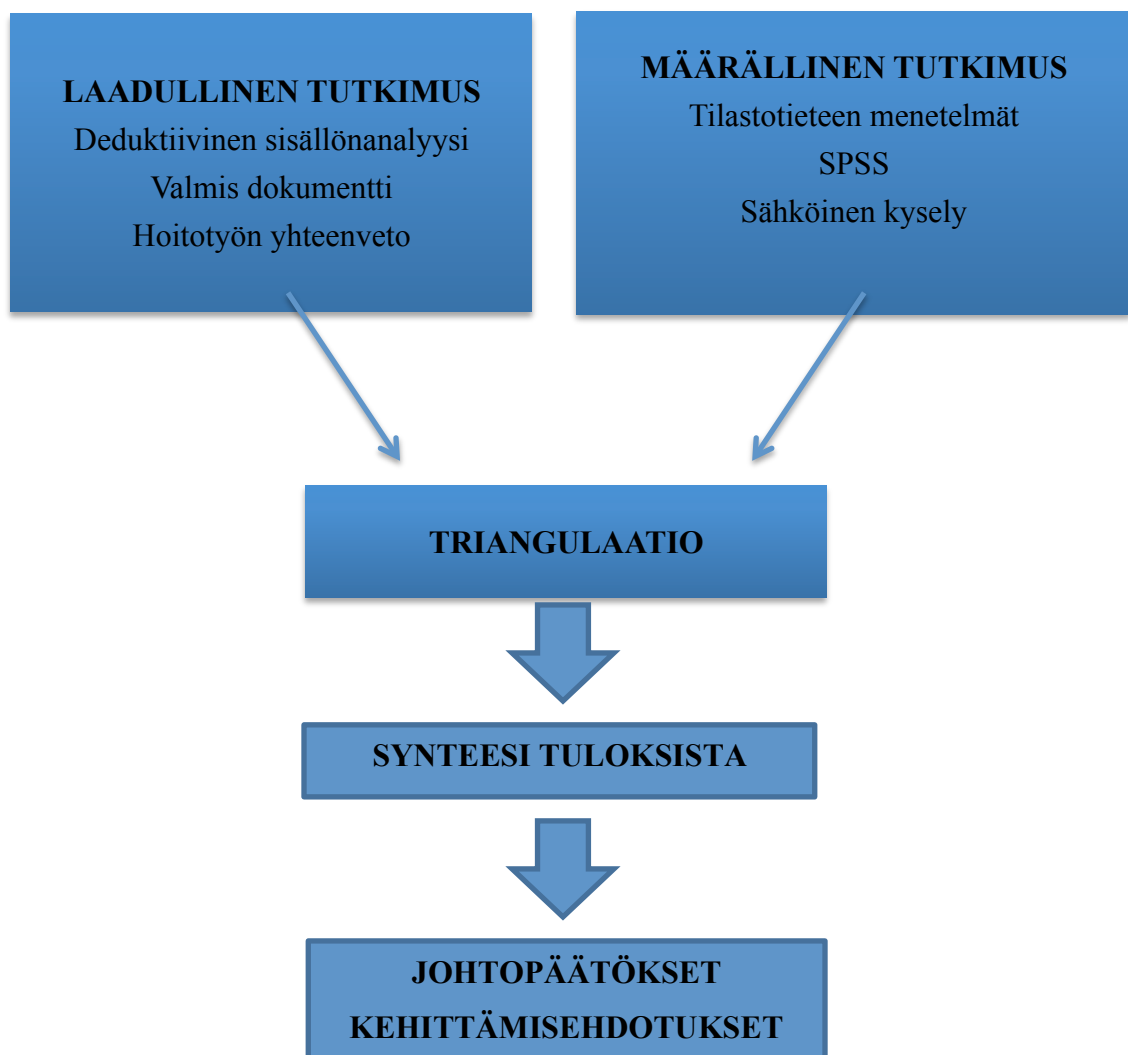 LAADULLINEN TUTKIMUS
Deduktiivinen sisällönanalyysi
Valmis dokumentti
Hoitotyön yhteenveto
MÄÄRÄLLINEN TUTKIMUS
Tilastotieteen menetelmät
SPSS
Sähköinen kysely
TRIANGULAATIO
SYNTEESI TULOKSISTA
JOHTOPÄÄTÖKSET
KEHITTÄMISEHDOTUKSET